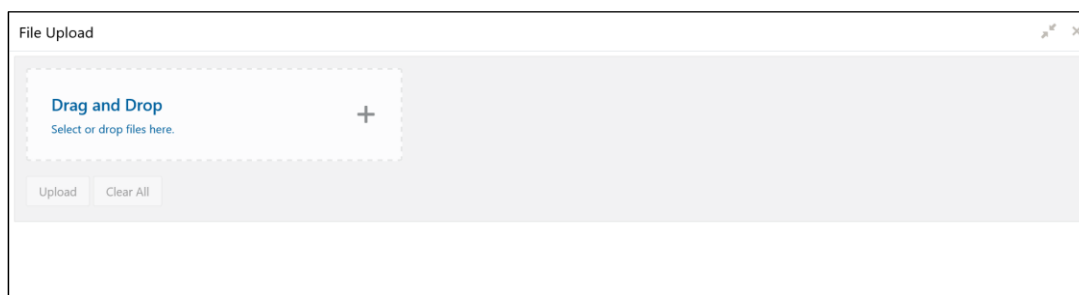 File Upload
Drag and Drop
Select or drop files here.
Upload
Clear All